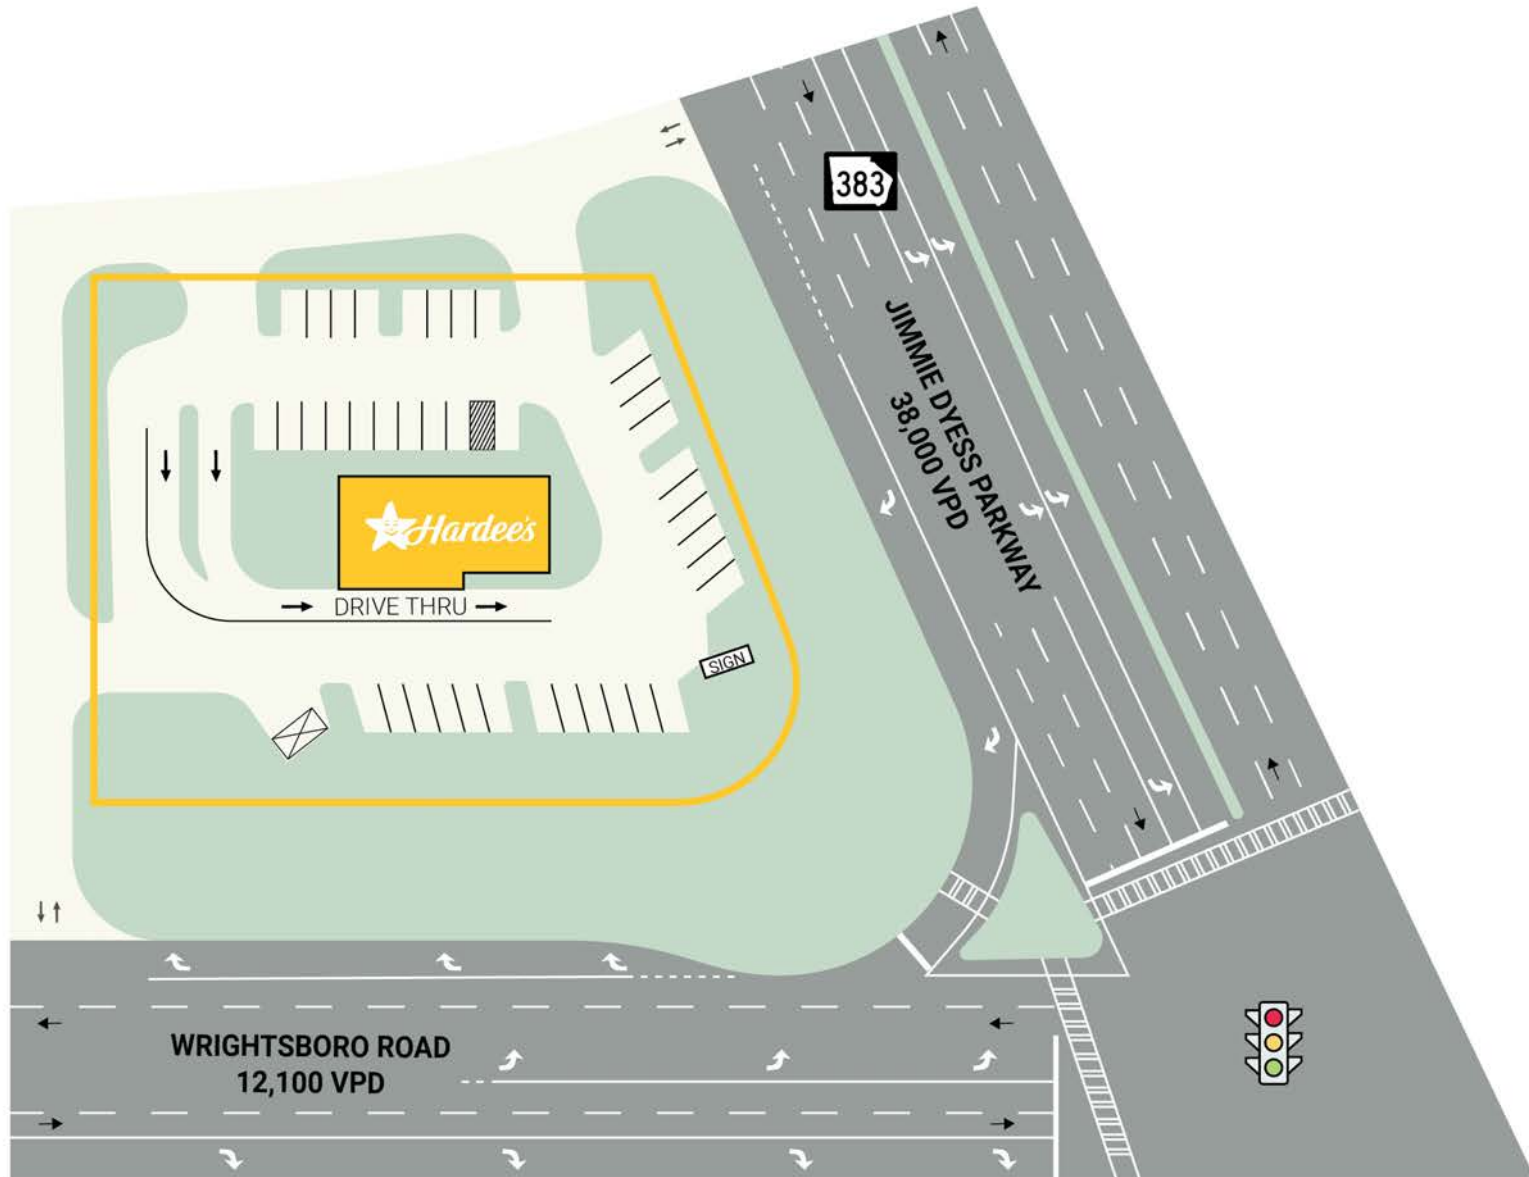 383
JIMMIE DYESS PARKWAY
38,000 VPD
Hardee's
DRIVE THRU
SIGN
WRIGHTSBORO ROAD
12,100 VPD